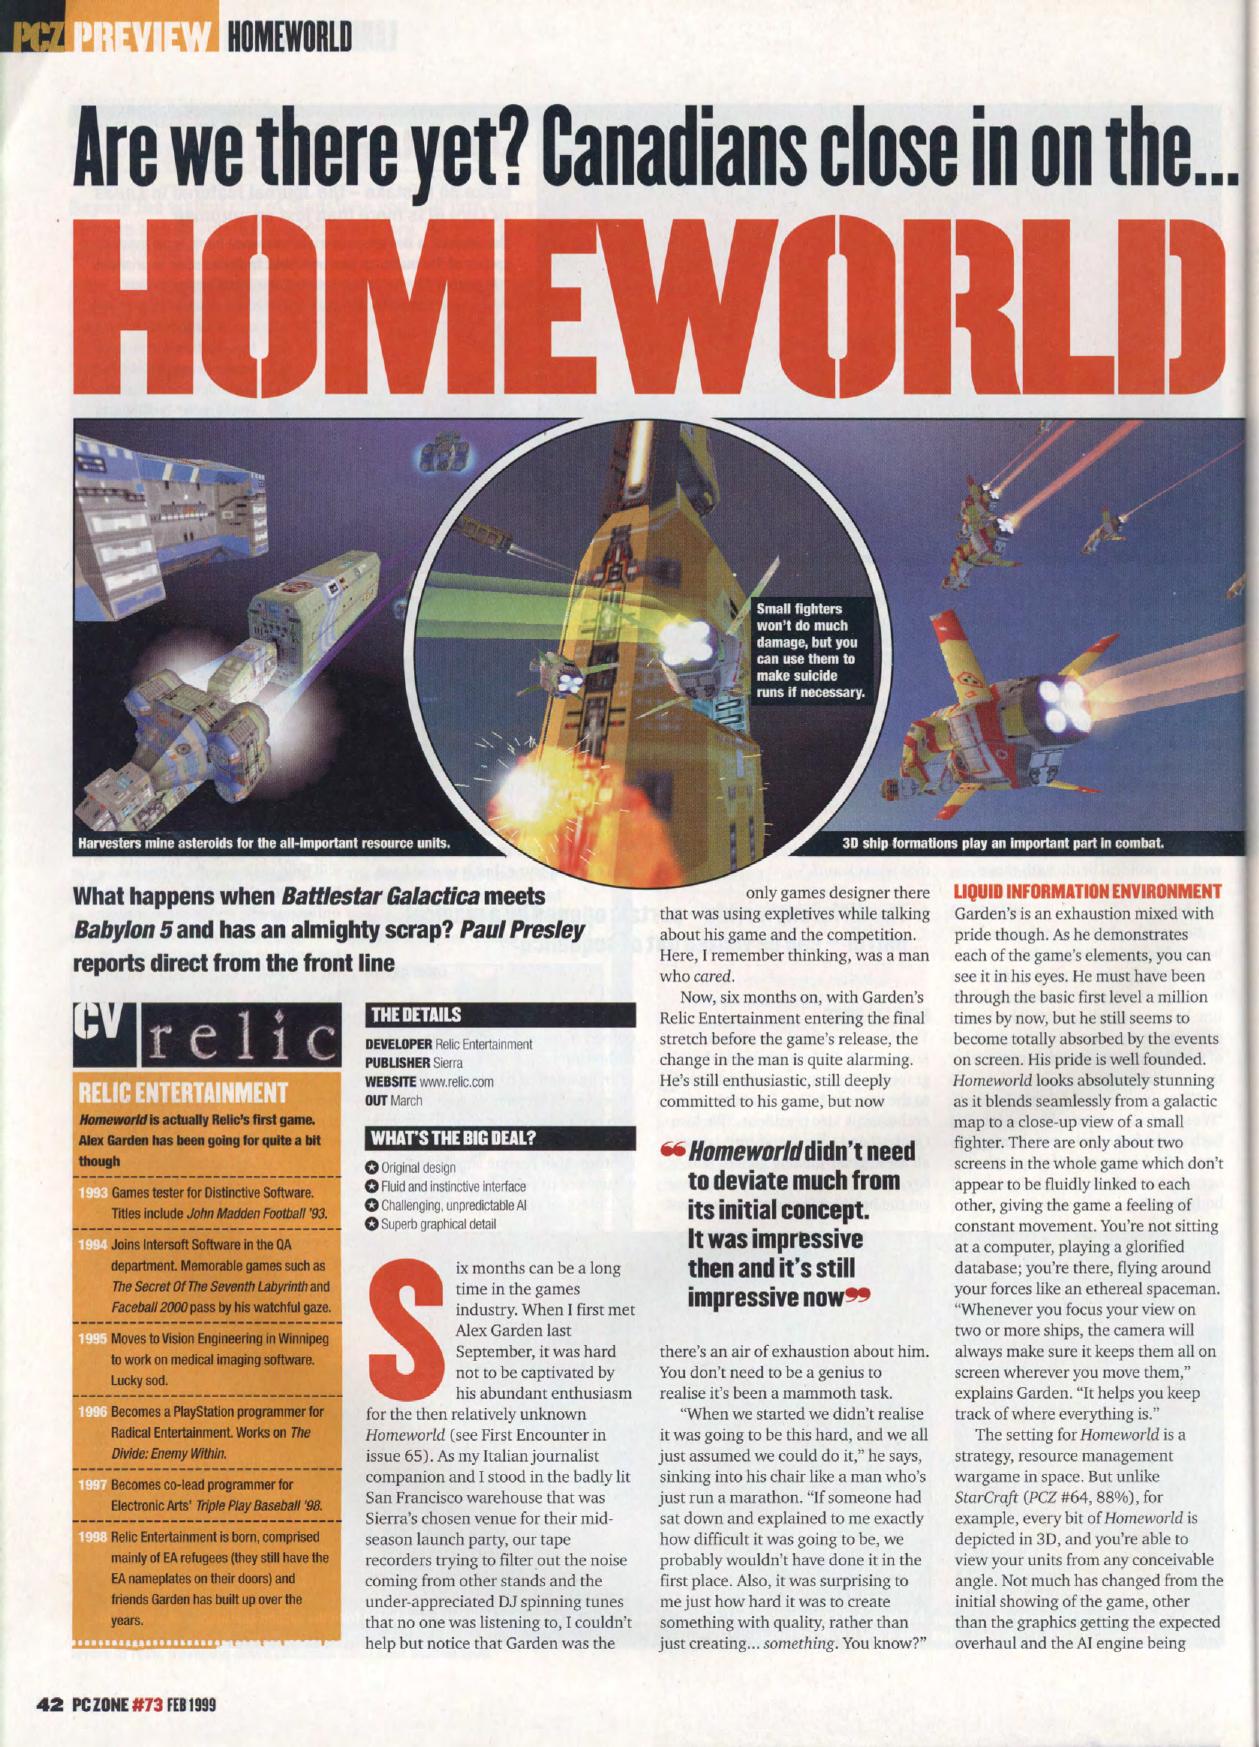 PCZ PREVIEW HOMEWORLD
Are we there yet? Canadians close in on the...
HOMEWORLD
Small fighters
won't do much
damage, but you
can use them to
make suicide
runs if necessary.
Harvesters mine asteroids for the all-important resource units.
3D ship formations play an important part in combat.
What happens when Battlestar Galactica meets
Babylon 5 and has an almighty scrap? Paul Presley
reports direct from the front line
CV relic
RELIC ENTERTAINMENT
Homeworld is actually Relic's first game.
Alex Garden has been going for quite a bit
though
1993 Games tester for Distinctive Software.
Titles include John Madden Football '93.
1994 Joins Intersoft Software in the QA
department. Memorable games such as
The Secret Of The Seventh Labyrinth and
Faceball 2000 pass by his watchful gaze.
1995 Moves to Vision Engineering in Winnipeg
to work on medical imaging software.
Lucky sod.
1996 Becomes a PlayStation programmer for
Radical Entertainment. Works on The
Divide: Enemy Within.
1997 Becomes co-lead programmer for
Electronic Arts' Triple Play Baseball '98.
1998 Relic Entertainment is born, comprised
mainly of EA refugees (they still have the
EA nameplates on their doors) and
friends Garden has built up over the
years.
THE DETAILS
DEVELOPER Relic Entertainment
PUBLISHER Sierra
WEBSITE www.relic.com
OUT March
WHAT'S THE BIG DEAL?
Original design
Fluid and instinctive interface
Challenging, unpredictable AI
Superb graphical detail
Six months can be a long
time in the games
industry. When I first met
Alex Garden last
September, it was hard
not to be captivated by
his abundant enthusiasm
for the then relatively unknown
Homeworld (see First Encounter in
issue 65). As my Italian journalist
companion and I stood in the badly lit
San Francisco warehouse that was
Sierra's chosen venue for their mid-
season launch party, our tape
recorders trying to filter out the noise
coming from other stands and the
under-appreciated DJ spinning tunes
that no one was listening to, I couldn't
help but notice that Garden was the
only games designer there
that was using expletives while talking
about his game and the competition.
Here, I remember thinking, was a man
who cared.
Now, six months on, with Garden's
Relic Entertainment entering the final
stretch before the game's release, the
change in the man is quite alarming.
He's still enthusiastic, still deeply
committed to his game, but now
“Homeworld didn't need
to deviate much from
its initial concept.
It was impressive
then and it's still
impressive now”
there's an air of exhaustion about him.
You don't need to be a genius to
realise it's been a mammoth task.
“When we started we didn't realise
it was going to be this hard, and we all
just assumed we could do it,” he says,
sinking into his chair like a man who's
just run a marathon. “If someone had
sat down and explained to me exactly
how difficult it was going to be, we
probably wouldn't have done it in the
first place. Also, it was surprising to
me just how hard it was to create
something with quality, rather than
just creating... something. You know?”
LIQUID INFORMATION ENVIRONMENT
Garden's is an exhaustion mixed with
pride though. As he demonstrates
each of the game's elements, you can
see it in his eyes. He must have been
through the basic first level a million
times by now, but he still seems to
become totally absorbed by the events
on screen. His pride is well founded.
Homeworld looks absolutely stunning
as it blends seamlessly from a galactic
map to a close-up view of a small
fighter. There are only about two
screens in the whole game which don't
appear to be fluidly linked to each
other, giving the game a feeling of
constant movement. You're not sitting
at a computer, playing a glorified
database; you're there, flying around
your forces like an ethereal spaceman.
“Whenever you focus your view on
two or more ships, the camera will
always make sure it keeps them all on
screen wherever you move them,”
explains Garden. “It helps you keep
track of where everything is.”
The setting for Homeworld is a
strategy, resource management
wargame in space. But unlike
StarCraft (PCZ #64, 88%), for
example, every bit of Homeworld is
depicted in 3D, and you're able to
view your units from any conceivable
angle. Not much has changed from the
initial showing of the game, other
than the graphics getting the expected
overhaul and the AI engine being
42 PC ZONE #73 FEB 1999